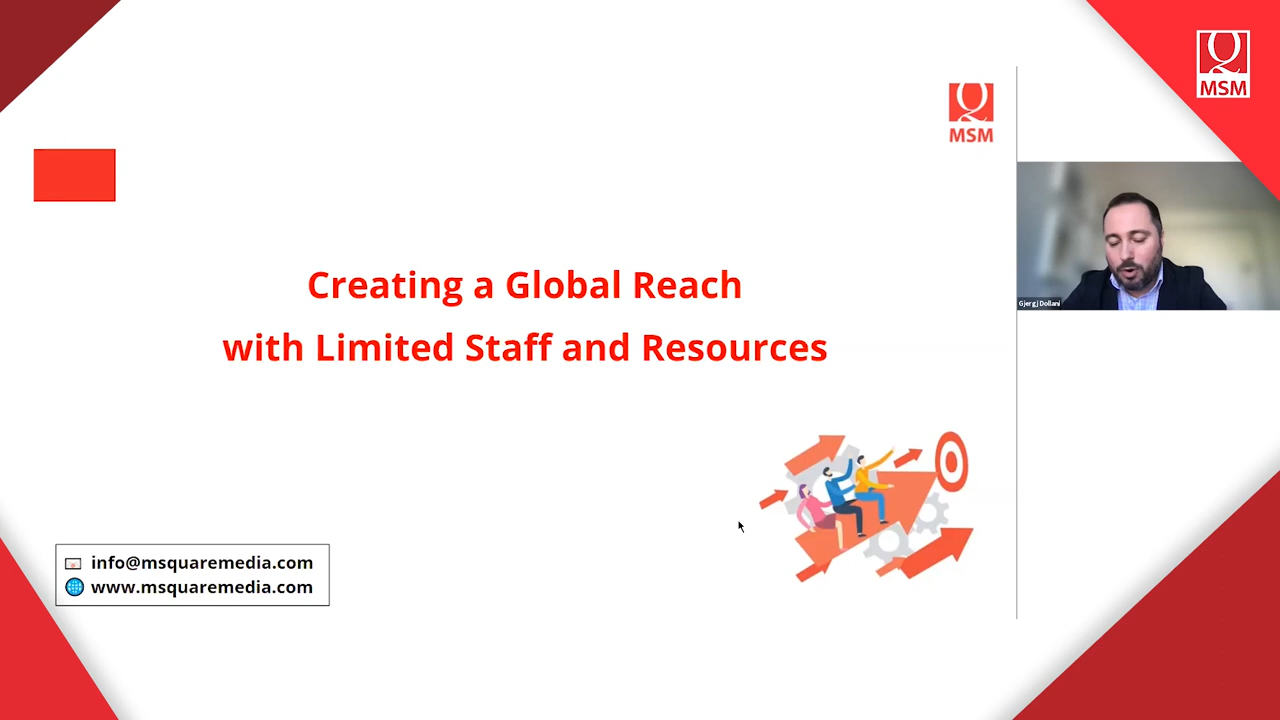 MSM
MSM
Creating a Global Reach
with Limited Staff and Resources
Gjergj Dollani
info@msquaremedia.com
www.msquaremedia.com